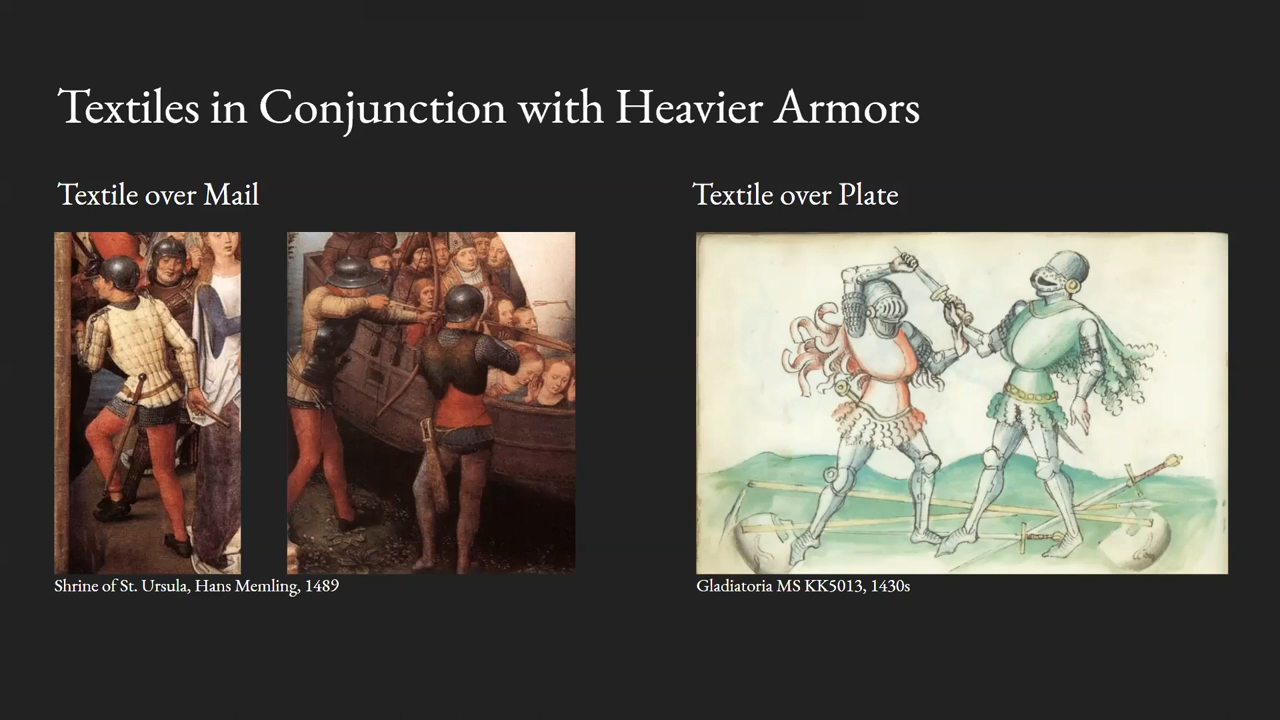 Textiles in Conjunction with Heavier Armors
Textile over Mail
Textile over Plate
Shrine of St. Ursula, Hans Memling, 1489
Gladiatoria MS KK5013, 1430s